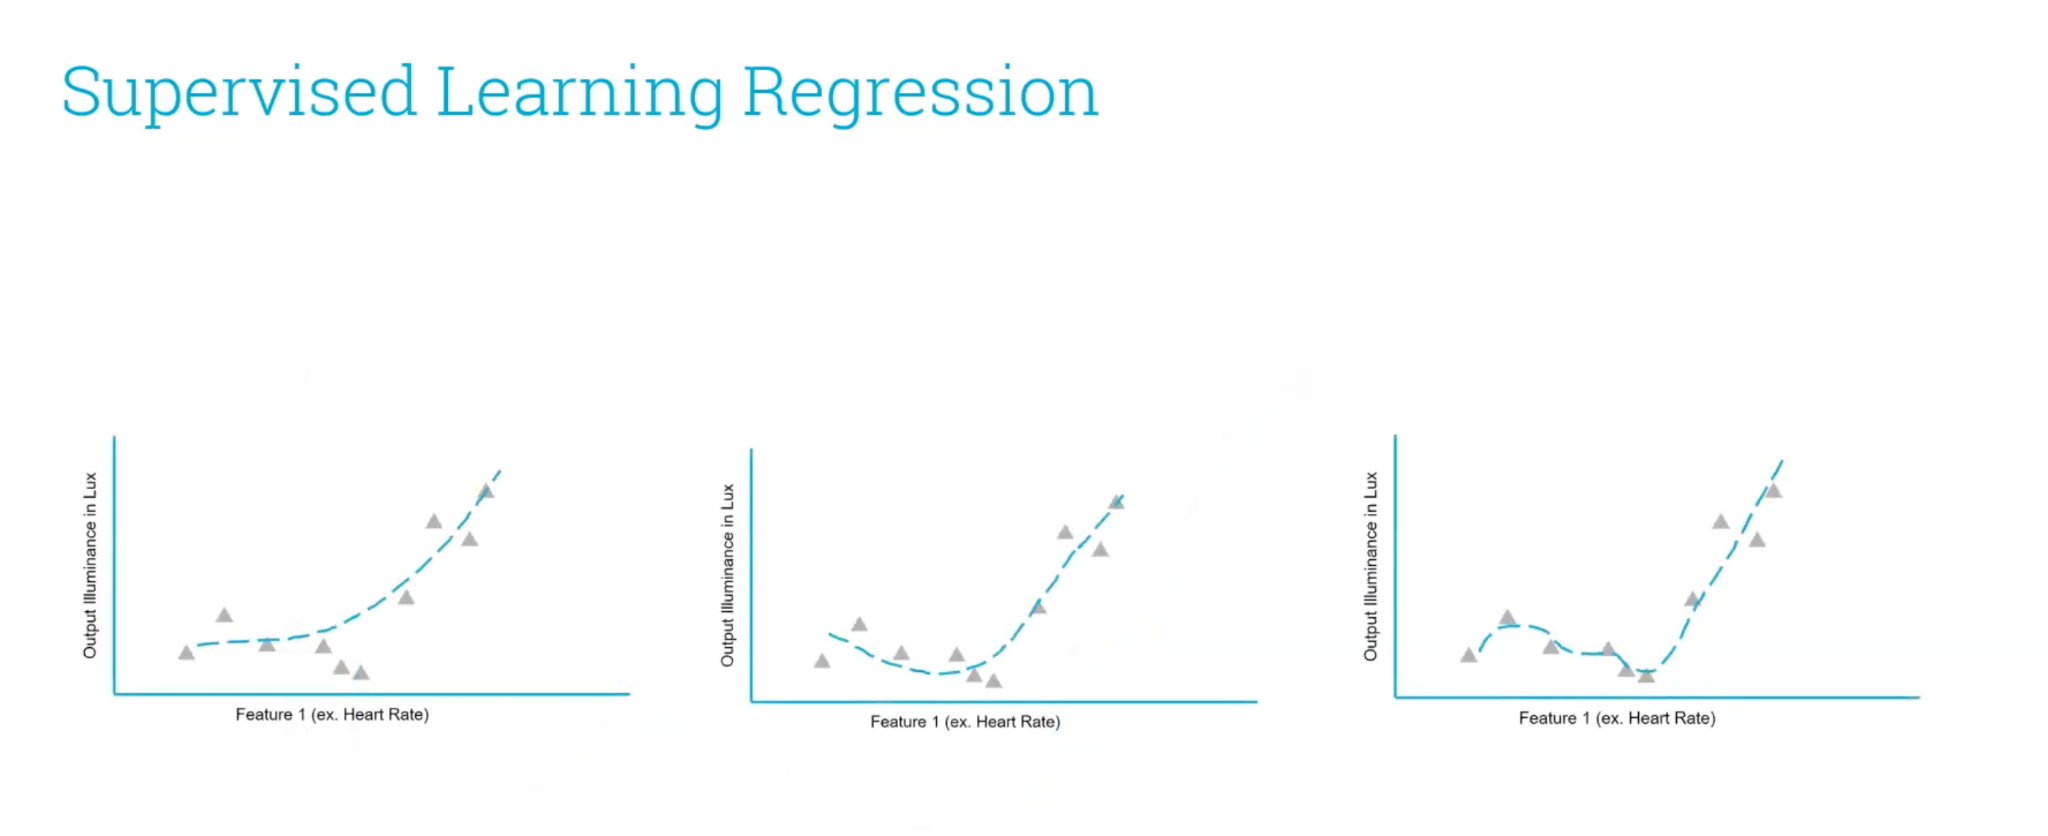 Supervised Learning Regression
Output Illuminance in Lux
Feature 1 (ex. Heart Rate)
Output Illuminance in Lux
Feature 1 (ex. Heart Rate)
Output Illuminance in Lux
Feature 1 (ex. Heart Rate)